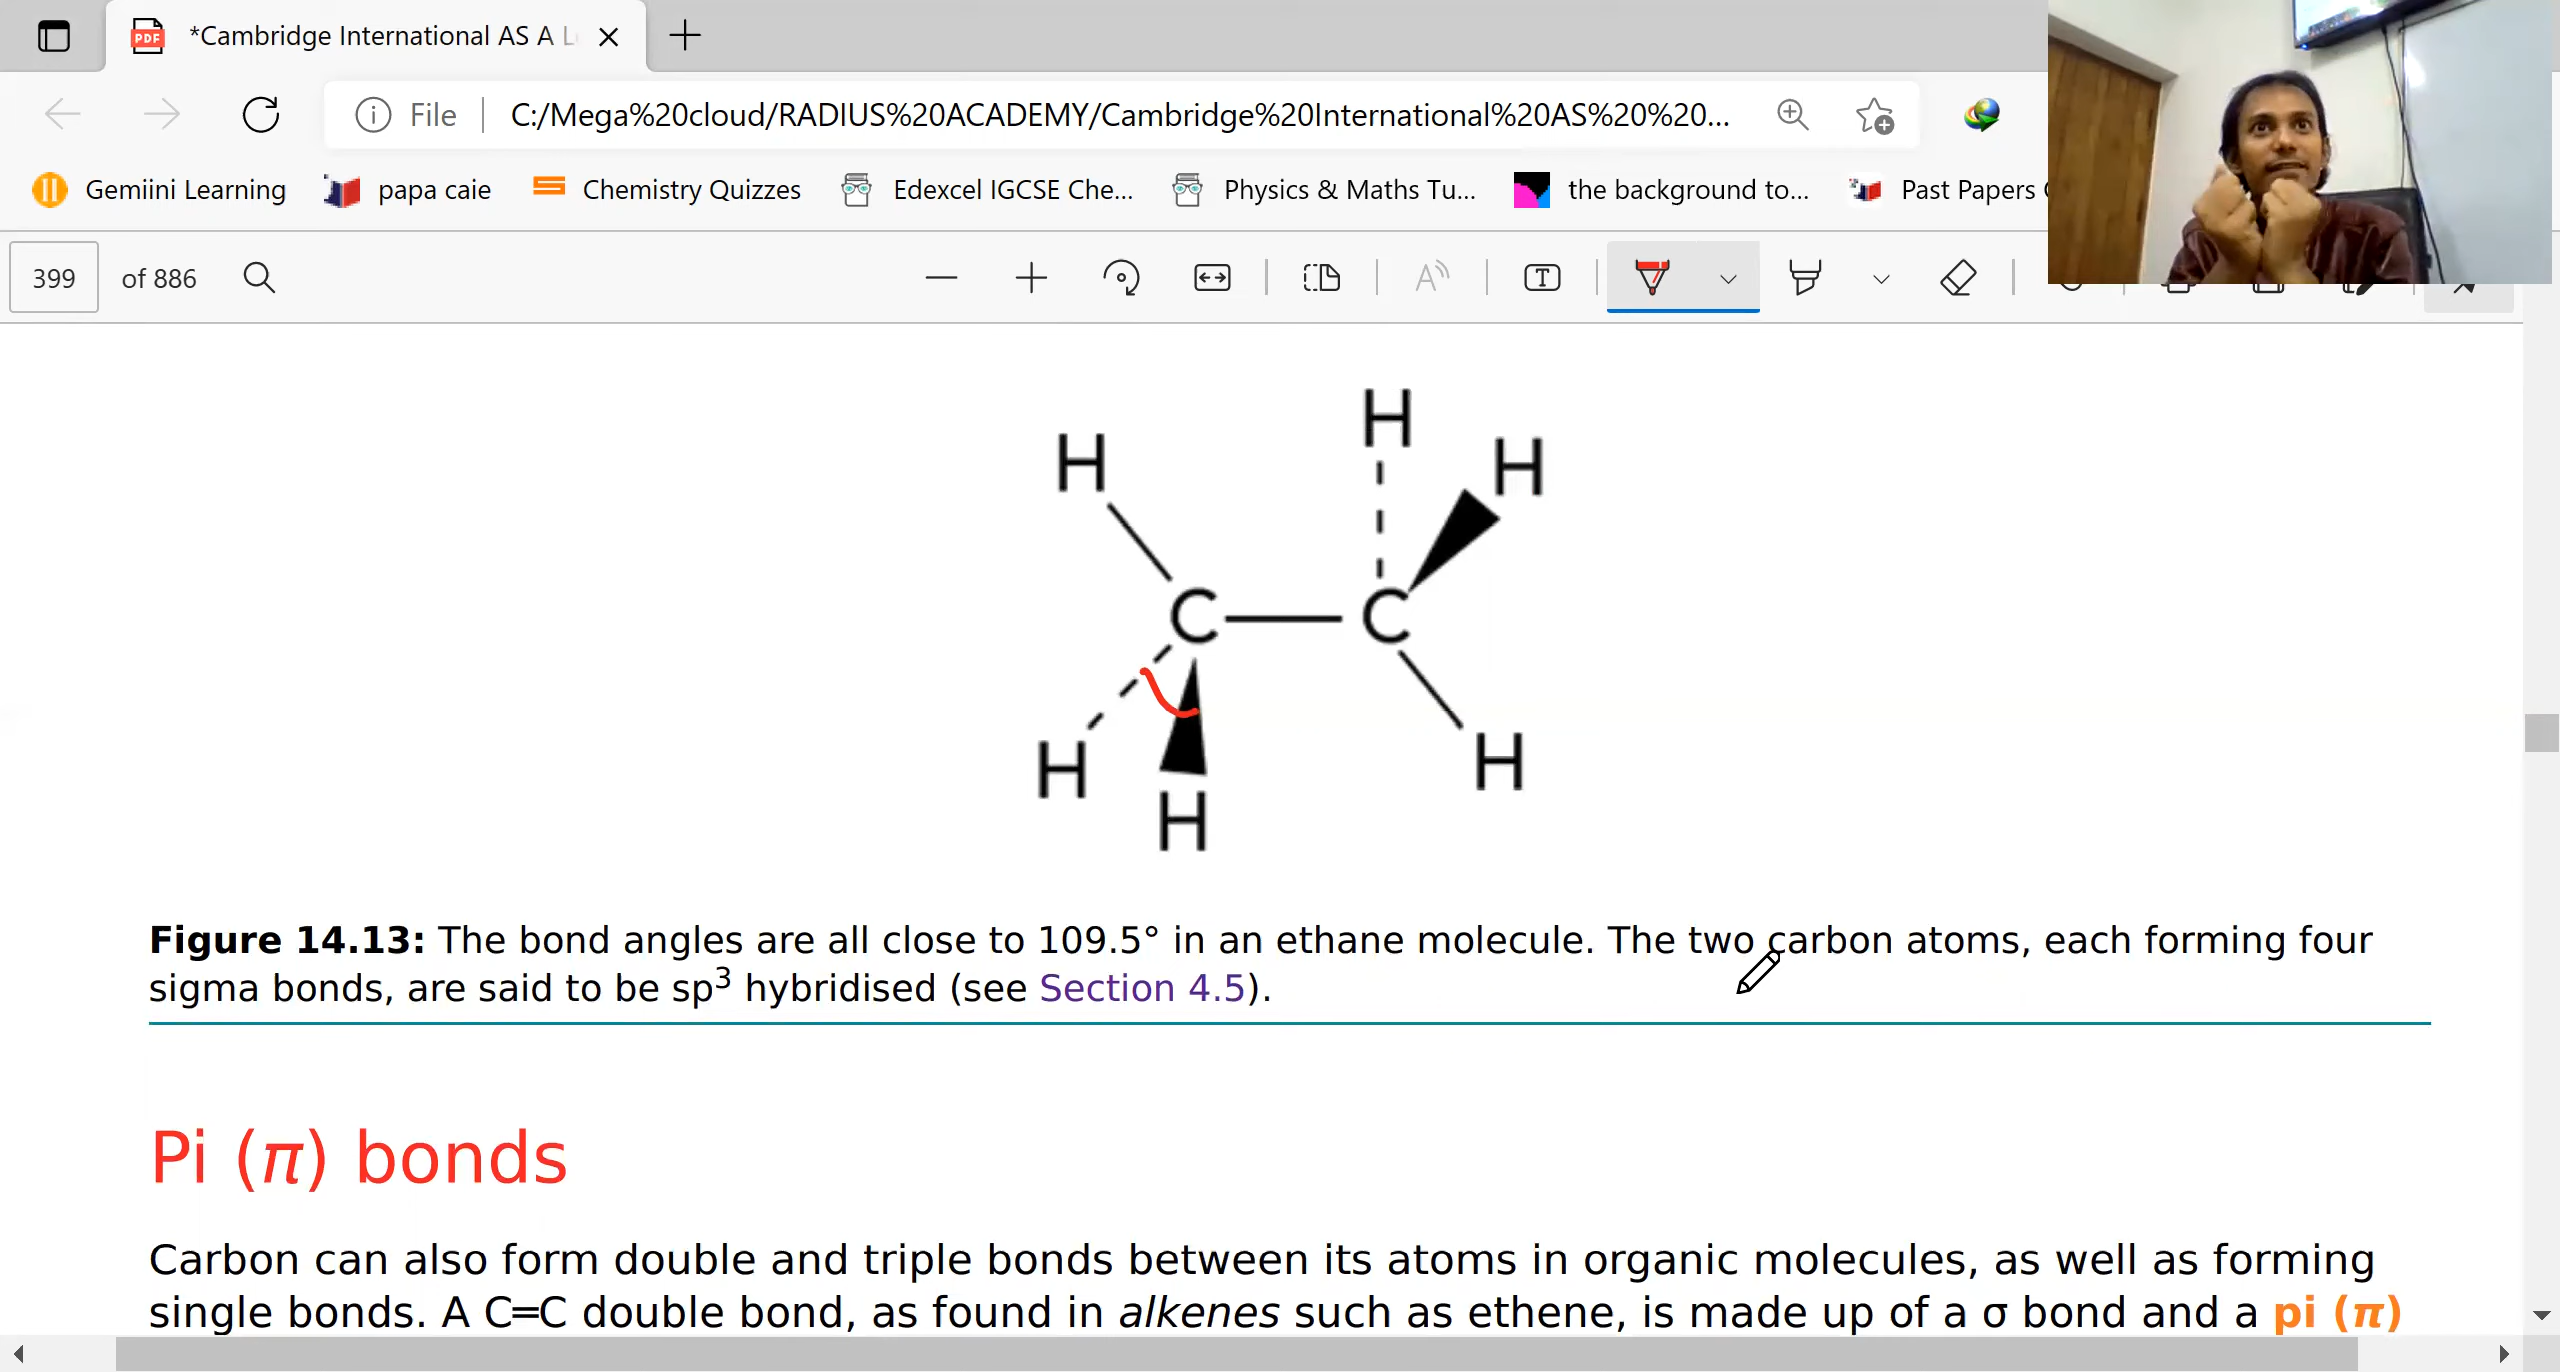 *Cambridge International AS A L
File
C:/Mega%20cloud/RADIUS%20ACADEMY/Cambridge%20International%20AS%20%20...
Gemiini Learning
papa caie
Chemistry Quizzes
Edexcel IGCSE Che...
Physics & Maths Tu...
the background to...
Past Papers
399 of 886
H
H
H
C
C
H
H
H
Figure 14.13: The bond angles are all close to 109.5° in an ethane molecule. The two carbon atoms, each forming four
sigma bonds, are said to be sp³ hybridised (see Section 4.5).
Pi (π) bonds
Carbon can also form double and triple bonds between its atoms in organic molecules, as well as forming
single bonds. A C=C double bond, as found in alkenes such as ethene, is made up of a σ bond and a pi (π)